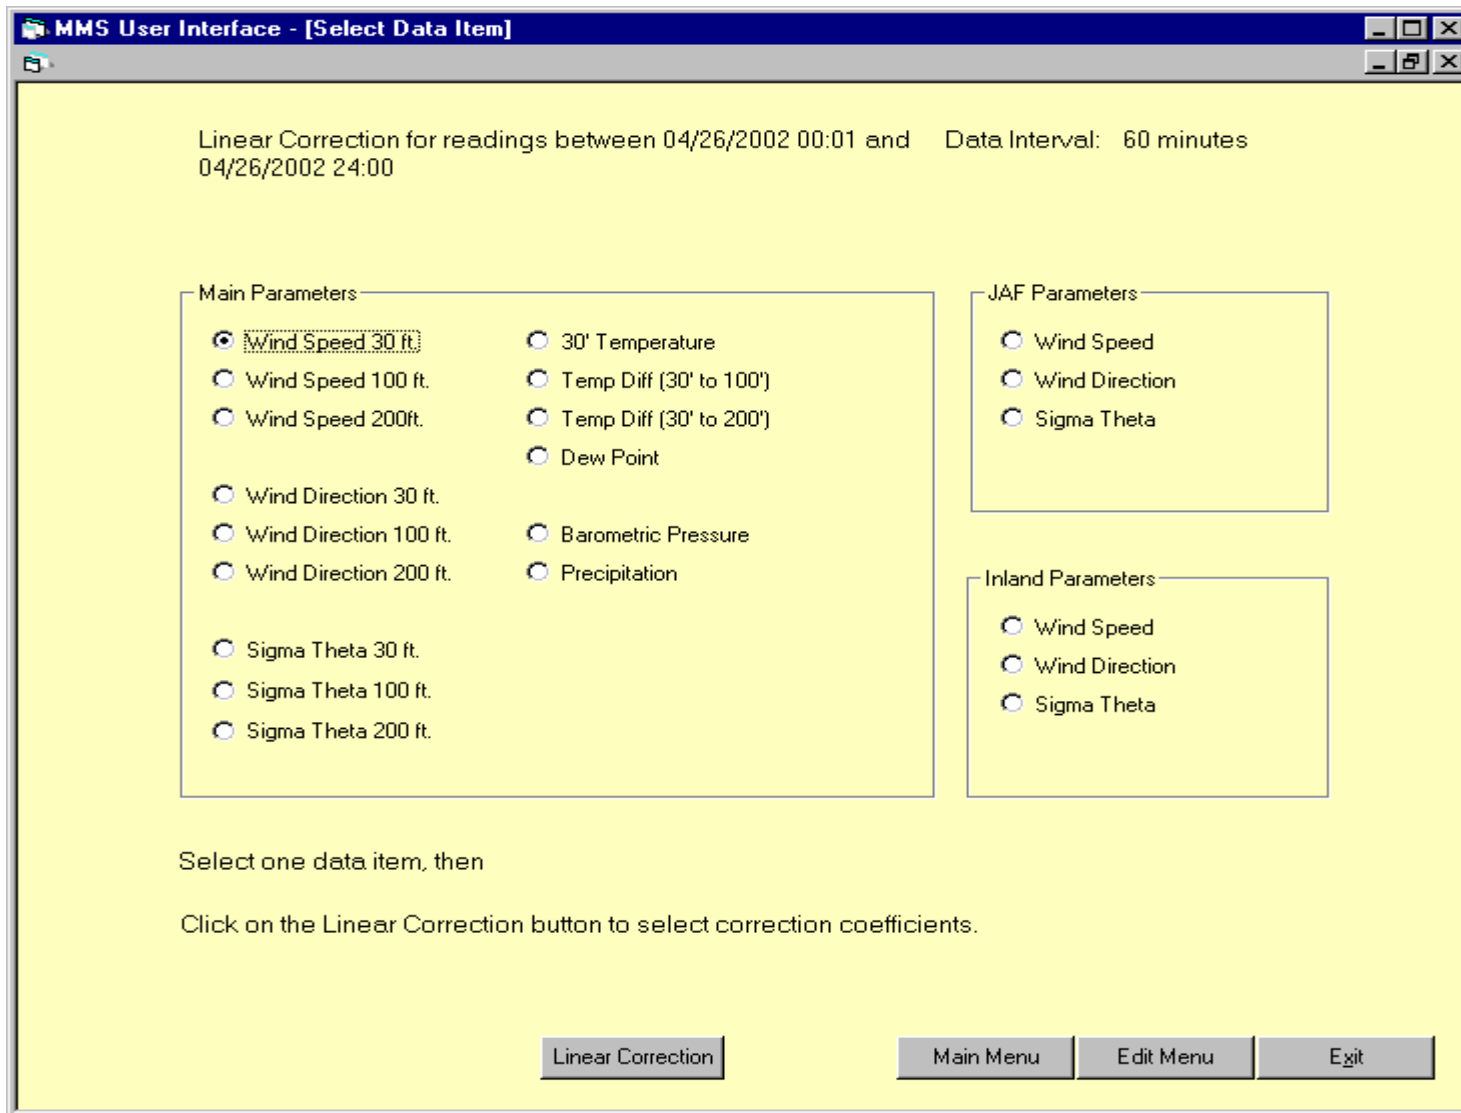 MMS User Interface - [Select Data Item]
Linear Correction for readings between 04/26/2002 00:01 and
04/26/2002 24:00
Data Interval: 60 minutes
Main Parameters
Wind Speed 30 ft.
Wind Speed 100 ft.
Wind Speed 200ft.
Wind Direction 30 ft.
Wind Direction 100 ft.
Wind Direction 200 ft.
Sigma Theta 30 ft.
Sigma Theta 100 ft.
Sigma Theta 200 ft.
30' Temperature
Temp Diff (30' to 100')
Temp Diff (30' to 200')
Dew Point
Barometric Pressure
Precipitation
JAF Parameters
Wind Speed
Wind Direction
Sigma Theta
Inland Parameters
Wind Speed
Wind Direction
Sigma Theta
Select one data item, then
Click on the Linear Correction button to select correction coefficients.
Linear Correction
Main Menu
Edit Menu
Exit